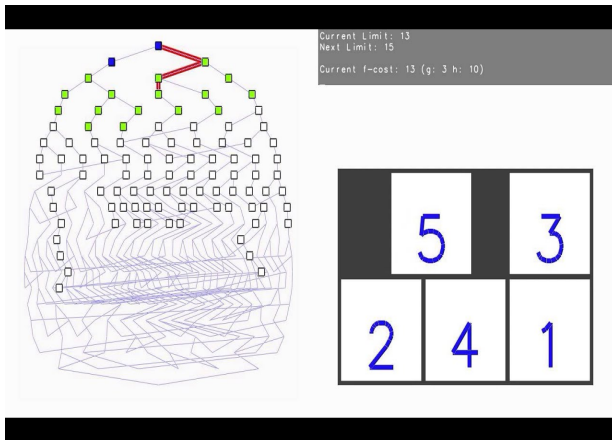 Current Limit: 13
Next Limit: 15
Current f-cost: 13 (g: 3 h: 10)
5 3
2 4 1